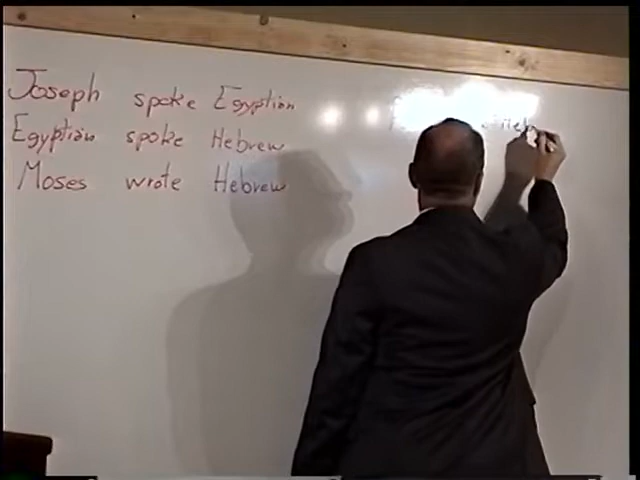 Joseph spoke Egyptian
Egyptian spoke Hebrew
Moses wrote Hebrew